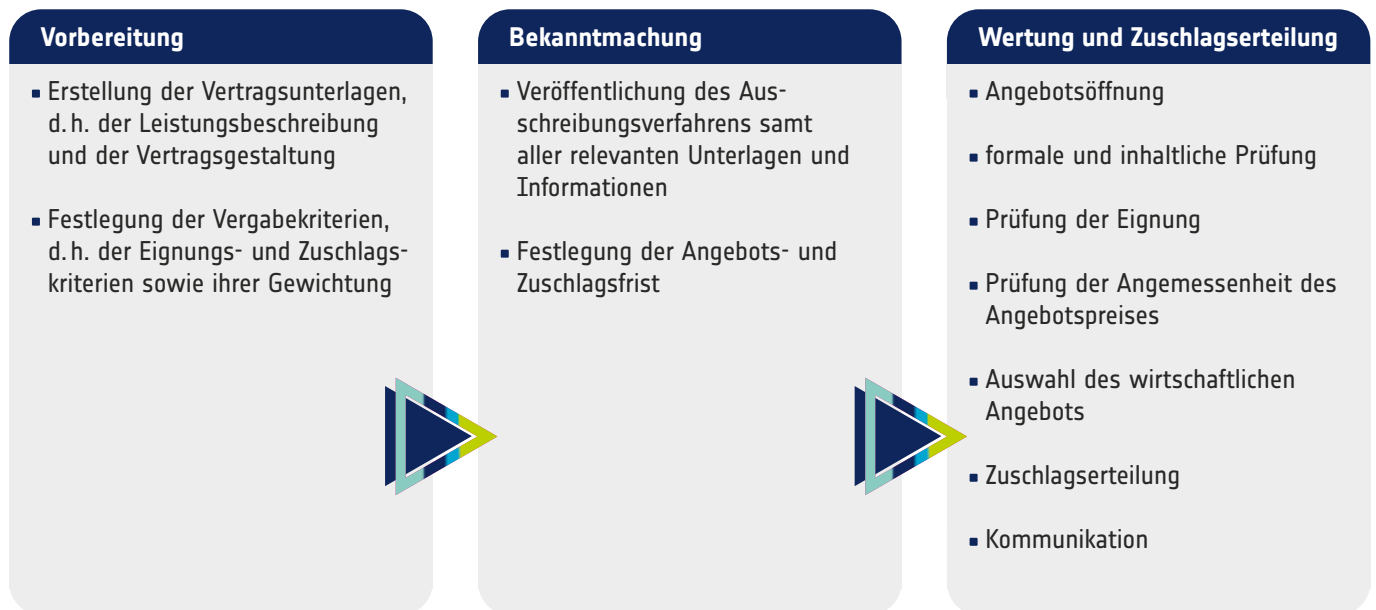 Vorbereitung
▪ Erstellung der Vertragsunterlagen,
d. h. der Leistungsbeschreibung
und der Vertragsgestaltung
▪ Festlegung der Vergabekriterien,
d. h. der Eignungs- und Zuschlags-
kriterien sowie ihrer Gewichtung
Bekanntmachung
▪ Veröffentlichung des Aus-
schreibungsverfahrens samt
aller relevanten Unterlagen und
Informationen
▪ Festlegung der Angebots- und
Zuschlagsfrist
Wertung und Zuschlagserteilung
▪ Angebotsöffnung
▪ formale und inhaltliche Prüfung
▪ Prüfung der Eignung
▪ Prüfung der Angemessenheit des
Angebotspreises
▪ Auswahl des wirtschaftlichen
Angebots
▪ Zuschlagserteilung
▪ Kommunikation